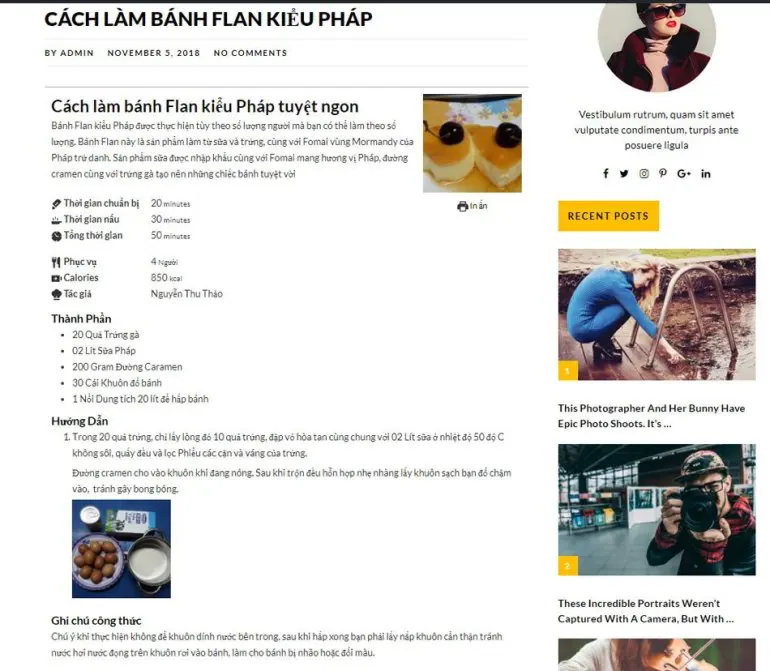 CÁCH LÀM BÁNH FLAN KIỂU PHÁP
BY ADMIN NOVEMBER 5, 2018 NO COMMENTS
Cách làm bánh Flan kiểu Pháp tuyệt ngon
Bánh Flan kiểu Pháp được thực hiện tùy theo số lượng người mà bạn có thể làm theo số
lượng. Bánh Flan này là sản phẩm làm từ sữa và trứng, cùng với Fomai vùng Mormandy của
Pháp trứ danh. Sản phẩm sữa được nhập khẩu cùng với Fomai mang hương vị Pháp, đường
cramen cùng với trứng gà tạo nên những chiếc bánh tuyệt vời
In ấn
Thời gian chuẩn bị 20 minutes
Thời gian nấu 30 minutes
Tổng thời gian 50 minutes
Phục vụ 4 Người
Calories 850 kcal
Tác giả Nguyễn Thu Thảo
Thành Phần
• 20 Quả Trứng gà
• 02 Lít Sữa Pháp
• 200 Gram Đường Caramen
• 30 Cái Khuôn đổ bánh
• 1 Nồi Dung tích 20 lít để hấp bánh
Hướng Dẫn
1. Trong 20 quả trứng, chỉ lấy lòng đỏ 10 quả trứng, đập vỏ hòa tan cùng chung với 02 Lít sữa ở nhiệt độ 50 độ C
không sôi, quấy đều và lọc Phiểu các cặn và váng của trứng.
Đường cramen cho vào khuôn khi đang nóng. Sau khi trộn đều hỗn hợp nhẹ nhàng lấy khuôn sạch bạn đổ chậm
vào, tránh gây bong bóng.
Ghi chú công thức
Chú ý khi thực hiện không để khuôn dính nước bên trong, sau khi hấp xong bạn phải lấy nắp khuôn cẩn thận tránh
nước hơi nước đọng trên khuôn rơi vào bánh, làm cho bánh bị nhão hoặc đổi màu.
Vestibulum rutrum, quam sit amet
vulputate condimentum, turpis ante
posuere ligula
RECENT POSTS
1
This Photographer And Her Bunny Have
Epic Photo Shoots. It's ...
2
These Incredible Portraits Weren't
Captured With A Camera, But With ...